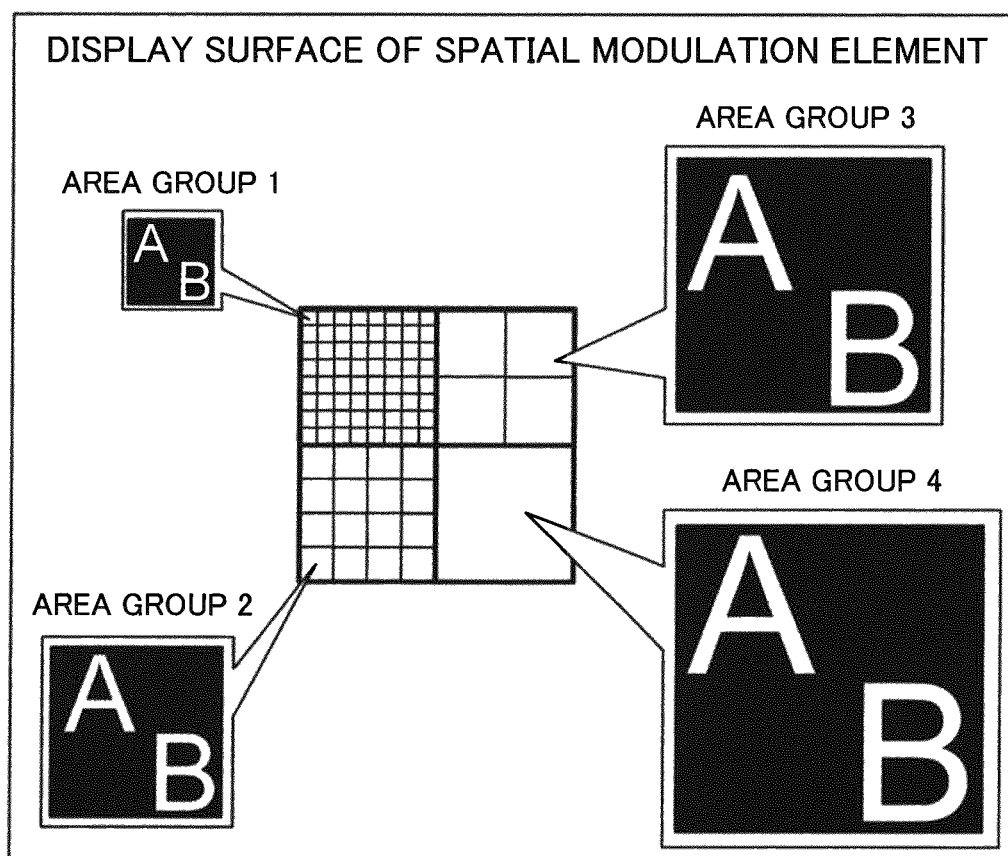 DISPLAY SURFACE OF SPATIAL MODULATION ELEMENT
AREA GROUP 3
AREA GROUP 1
A
B
A
B
AREA GROUP 4
AREA GROUP 2
A
B
A
B